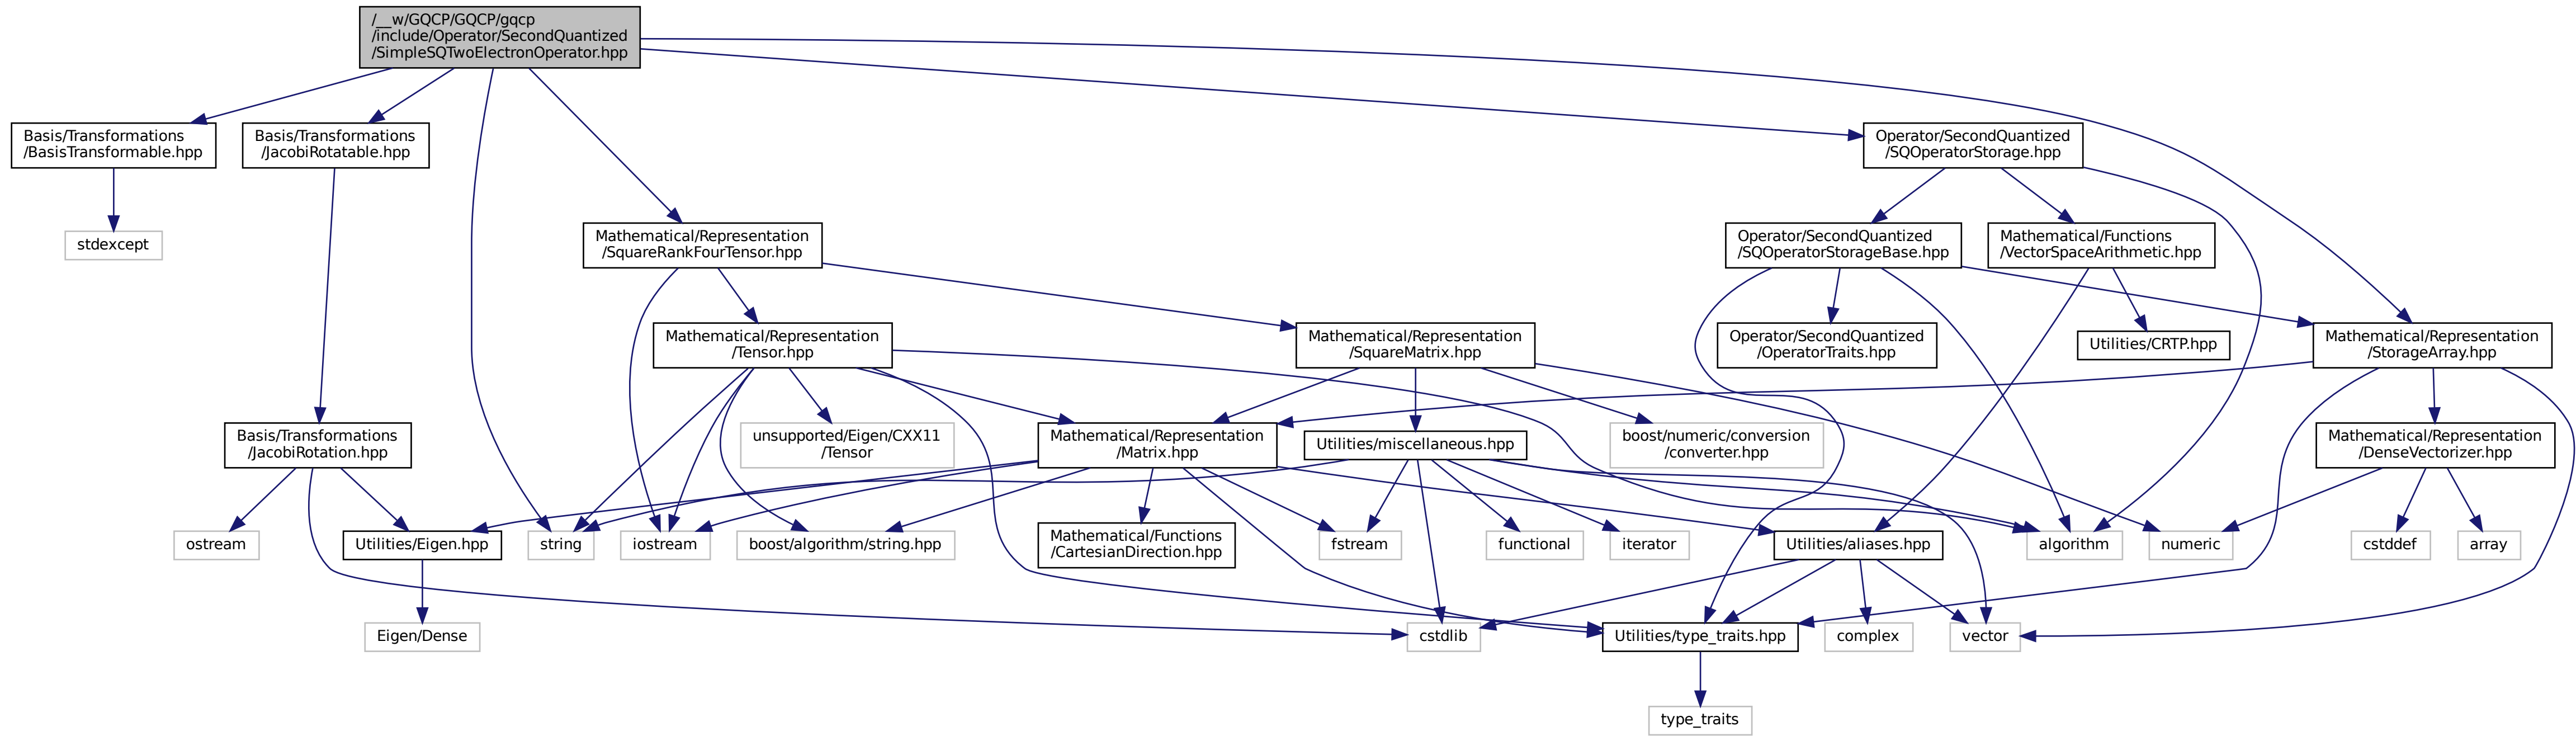 /__w/GQCP/GQCP/gqcp
/include/Operator/SecondQuantized
/SimpleSQTwoElectronOperator.hpp
Basis/Transformations
/BasisTransformable.hpp
Basis/Transformations
/JacobiRotatable.hpp
Operator/SecondQuantized
/SQOperatorStorage.hpp
stdexcept
Mathematical/Representation
/SquareRankFourTensor.hpp
Operator/SecondQuantized
/SQOperatorStorageBase.hpp
Mathematical/Functions
/VectorSpaceArithmetic.hpp
Mathematical/Representation
/Tensor.hpp
Mathematical/Representation
/SquareMatrix.hpp
Operator/SecondQuantized
/OperatorTraits.hpp
Utilities/CRTP.hpp
Mathematical/Representation
/StorageArray.hpp
Basis/Transformations
/JacobiRotation.hpp
unsupported/Eigen/CXX11
/Tensor
Mathematical/Representation
/Matrix.hpp
Utilities/miscellaneous.hpp
boost/numeric/conversion
/converter.hpp
Mathematical/Representation
/DenseVectorizer.hpp
ostream
Utilities/Eigen.hpp
string
iostream
boost/algorithm/string.hpp
Mathematical/Functions
/CartesianDirection.hpp
fstream
functional
iterator
Utilities/aliases.hpp
algorithm
numeric
cstddef
array
Eigen/Dense
cstdlib
Utilities/type_traits.hpp
complex
vector
type_traits